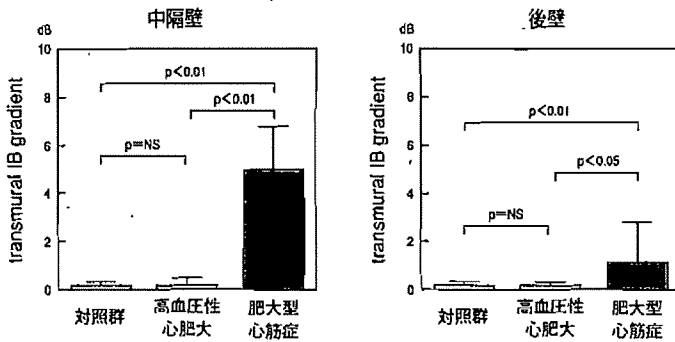 中隔壁
dB
10
8
6
4
2
0
transmural IB gradient
p<0.01
p<0.01
p=NS
対照群
高血圧性
心肥大
肥大型
心筋症
後壁
dB
10
8
6
4
2
0
transmural IB gradient
p<0.01
p<0.05
p=NS
対照群
高血圧性
心肥大
肥大型
心筋症